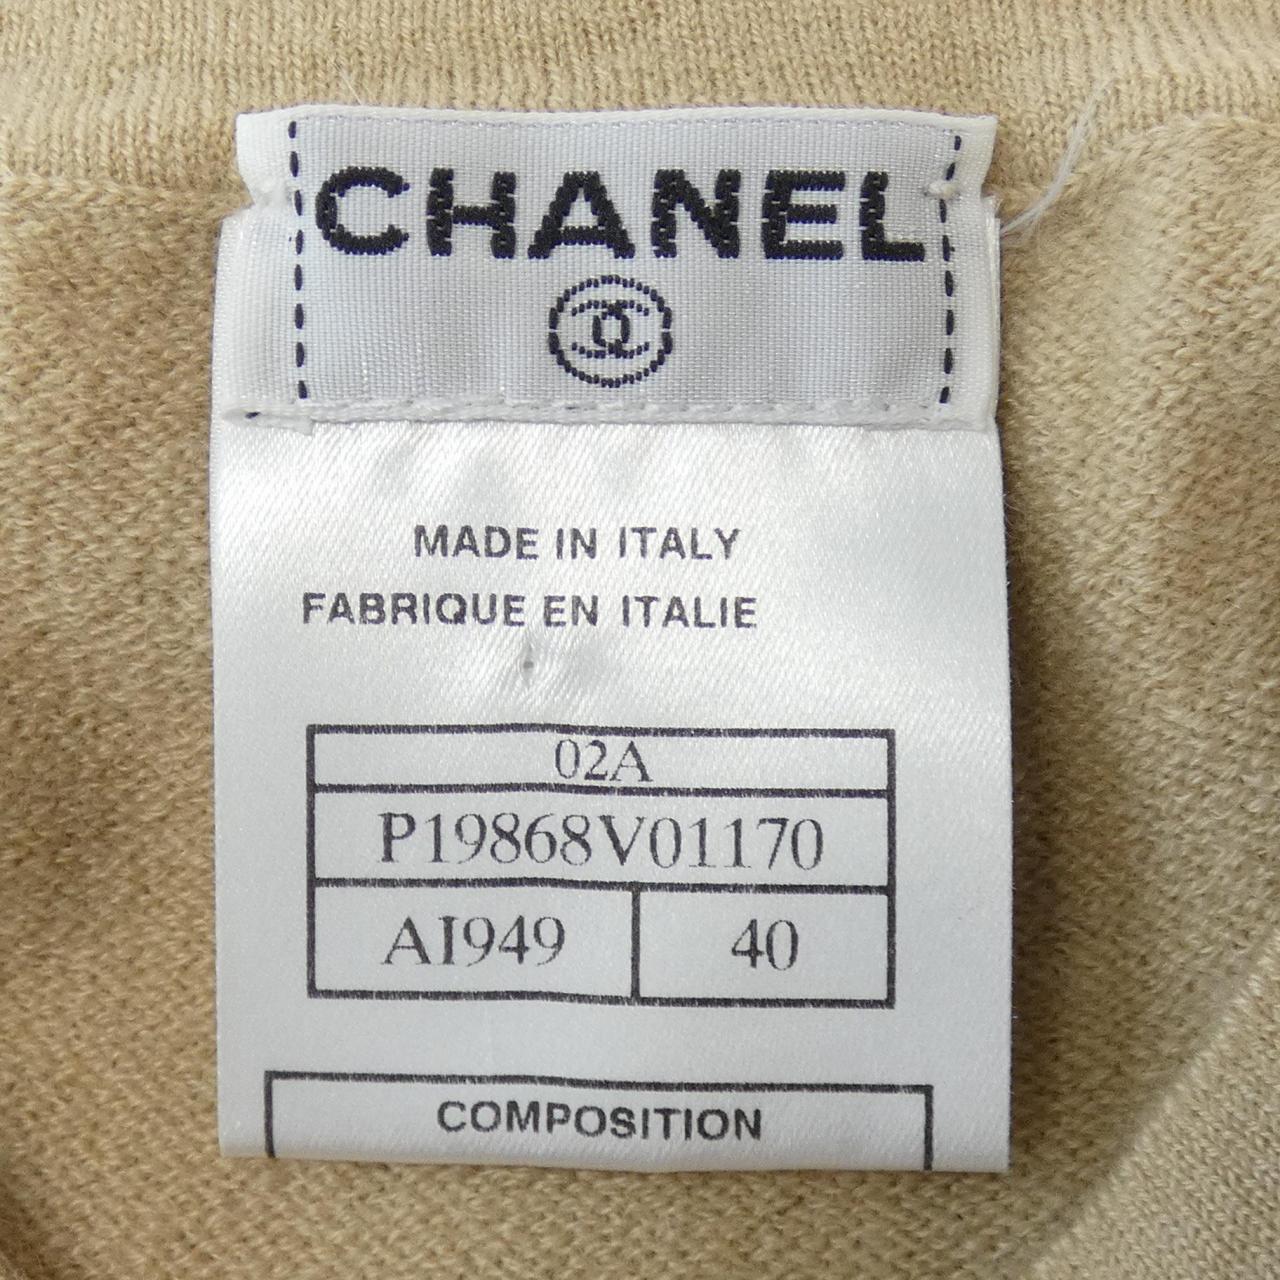 CHANEL
MADE IN ITALY
FABRIQUE EN ITALIE
02A
P19868V01170
AI949 40
COMPOSITION